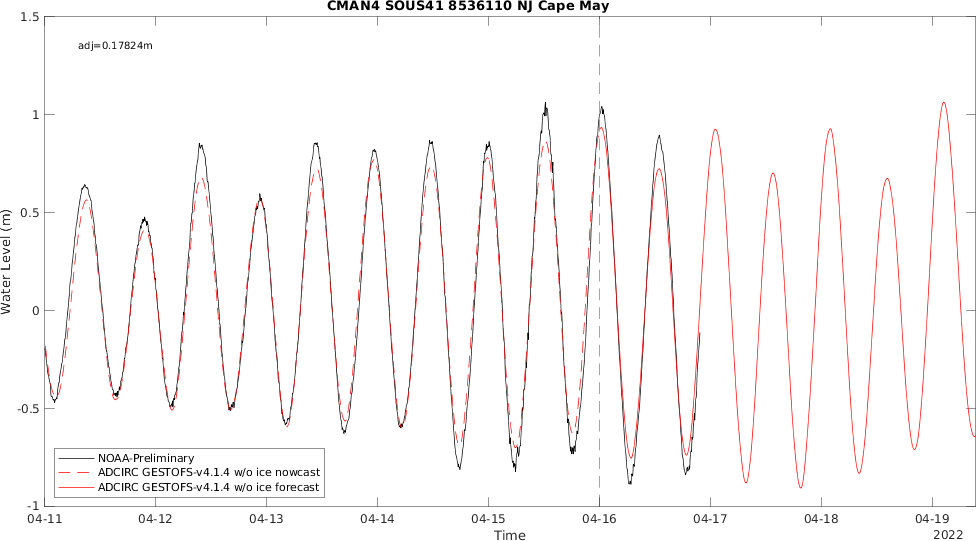 CMAN4 SOUS41 8536110 NJ Cape May
1.5
adj=0.17824m
1
0.5
0
-0.5
-1
Water Level (m)
NOAA-Preliminary
ADCIRC GESTOFS-v4.1.4 w/o ice nowcast
ADCIRC GESTOFS-v4.1.4 w/o ice forecast
04-11 04-12 04-13 04-14 04-15 04-16 04-17 04-18 04-19
Time
2022